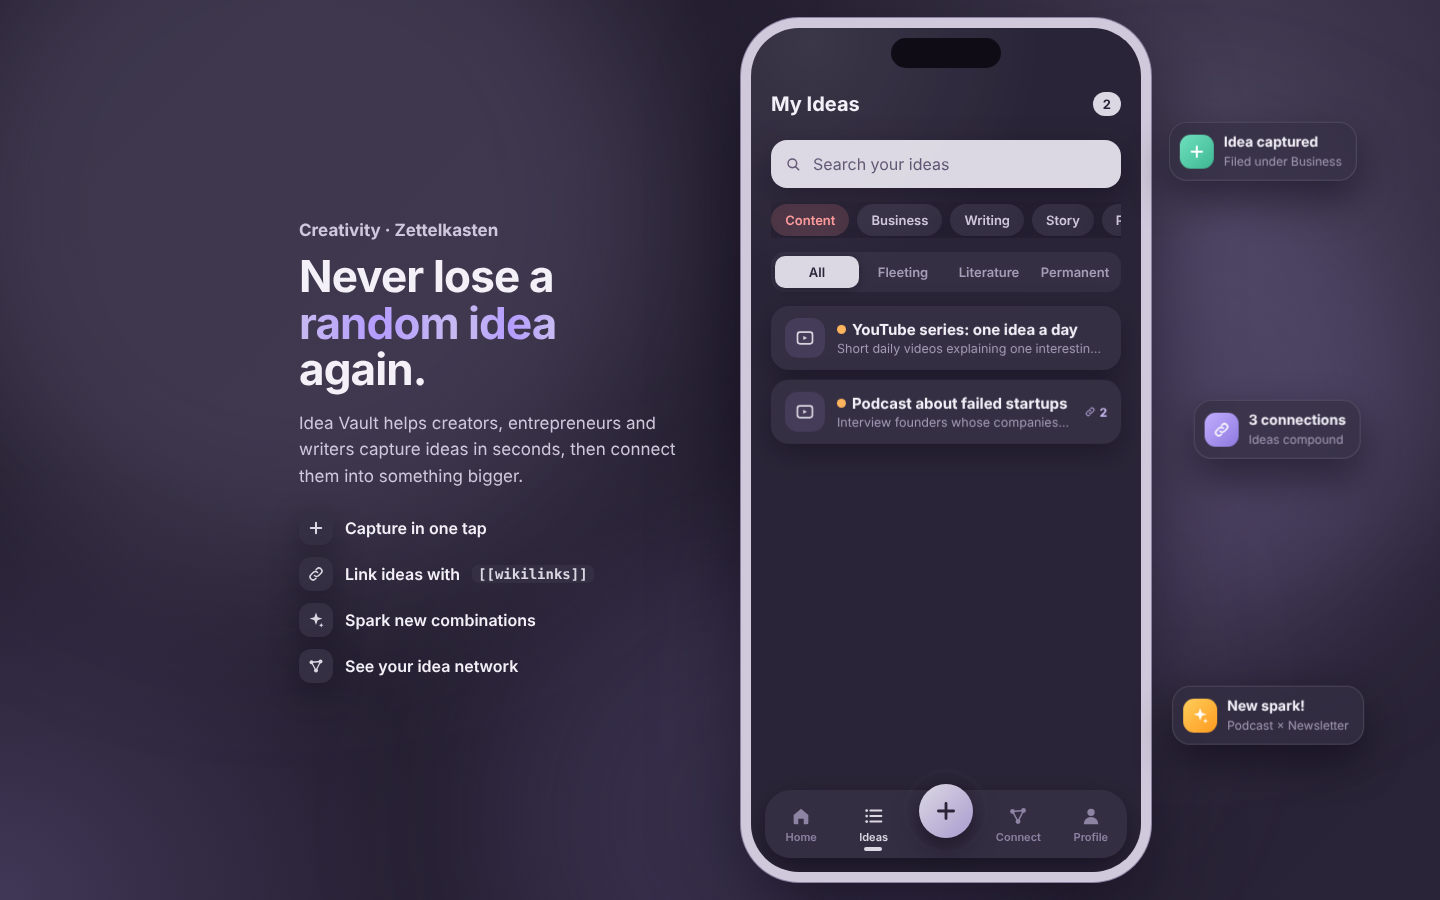 Creativity · Zettelkasten
Never lose a
random idea
again.
Idea Vault helps creators, entrepreneurs and
writers capture ideas in seconds, then connect
them into something bigger.
Capture in one tap
Link ideas with [[wikilinks]]
Spark new combinations
See your idea network
My Ideas
2
Search your ideas
Content Business Writing Story
All Fleeting Literature Permanent
YouTube series: one idea a day
Short daily videos explaining one interestin...
Podcast about failed startups
2
Interview founders whose companies...
Home Ideas Connect Profile
Idea captured
Filed under Business
3 connections
Ideas compound
New spark!
Podcast × Newsletter